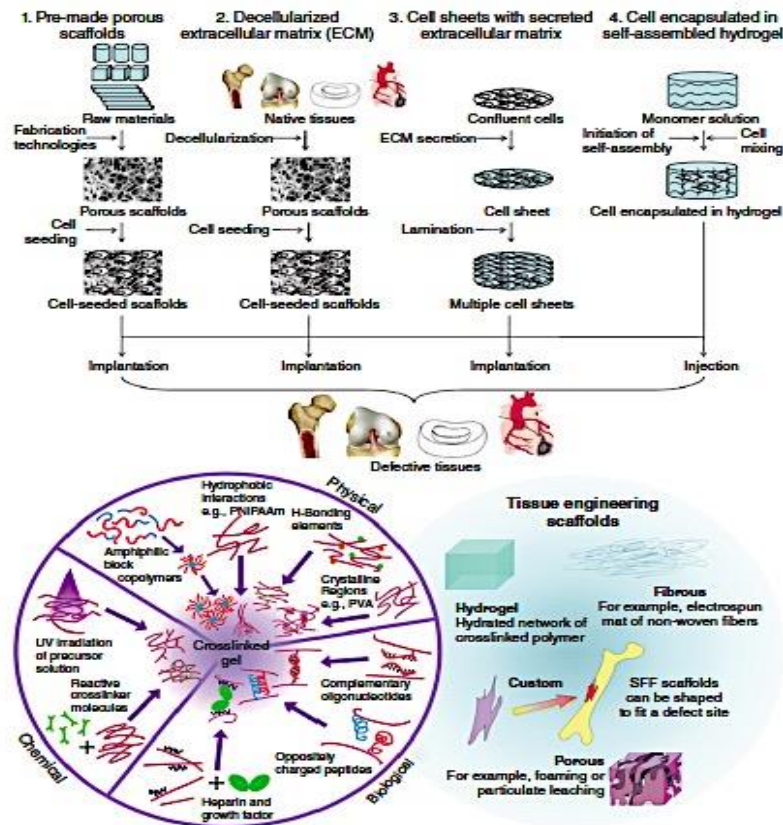 1. Pre-made porous
scaffolds
2. Decellularized
extracellular matrix (ECM)
3. Cell sheets with secreted
extracellular matrix
4. Cell encapsulated in
self-assembled hydrogel
Raw materials
Native tissues
Confluent cells
Monomer solution
Fabrication
technologies
Decellularization
ECM secretion
Initiation of
self-assembly
Cell
mixing
Porous scaffolds
Porous scaffolds
Cell sheet
Cell encapsulated in hydrogel
Cell
seeding
Cell seeding
Lamination
Cell-seeded scaffolds
Cell-seeded scaffolds
Multiple cell sheets
Implantation
Implantation
Implantation
Injection
Defective tissues
Physical
Hydrophobic
interactions
e.g., PNIPAAm
H-Bonding
elements
Amphiphilic
block
copolymers
Crystalline
Regions
e.g., PVA
Crosslinked
gel
UV irradiation
of precursor
solution
Reactive
crosslinker
molecules
Chemical
Complementary
oligonucleotides
Oppositely
charged peptides
Heparin and
growth factor
Biological
Tissue engineering
scaffolds
Hydrogel
Hydrated network of
crosslinked polymer
Fibrous
For example, electrospun
mat of non-woven fibers
Custom
SFF scaffolds
can be shaped
to fit a defect site
Porous
For example, foaming or
particulate leaching